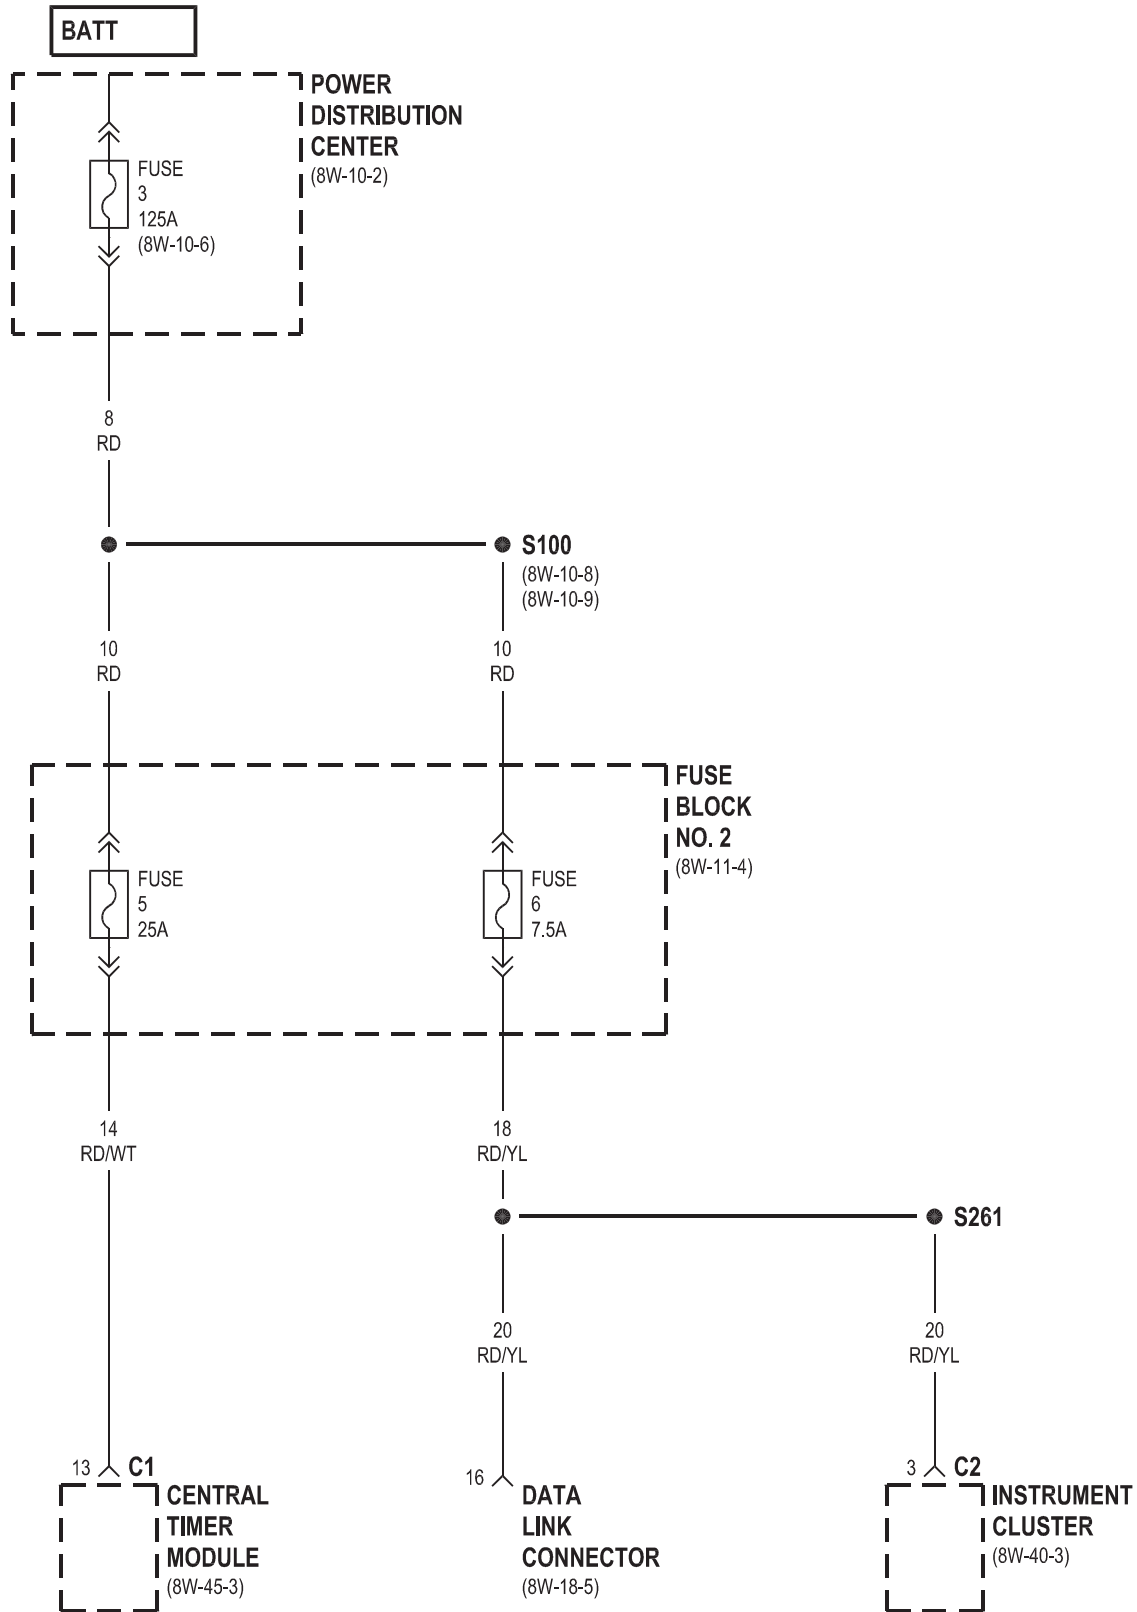 BATT
POWER
DISTRIBUTION
CENTER
(8W-10-2)
FUSE
3
125A
(8W-10-6)
8
RD
S100
(8W-10-8)
(8W-10-9)
10
RD
10
RD
FUSE
BLOCK
NO. 2
(8W-11-4)
FUSE
5
25A
FUSE
6
7.5A
14
RD/WT
18
RD/YL
S261
20
RD/YL
20
RD/YL
13
C1
CENTRAL
TIMER
MODULE
(8W-45-3)
16
DATA
LINK
CONNECTOR
(8W-18-5)
3
C2
INSTRUMENT
CLUSTER
(8W-40-3)